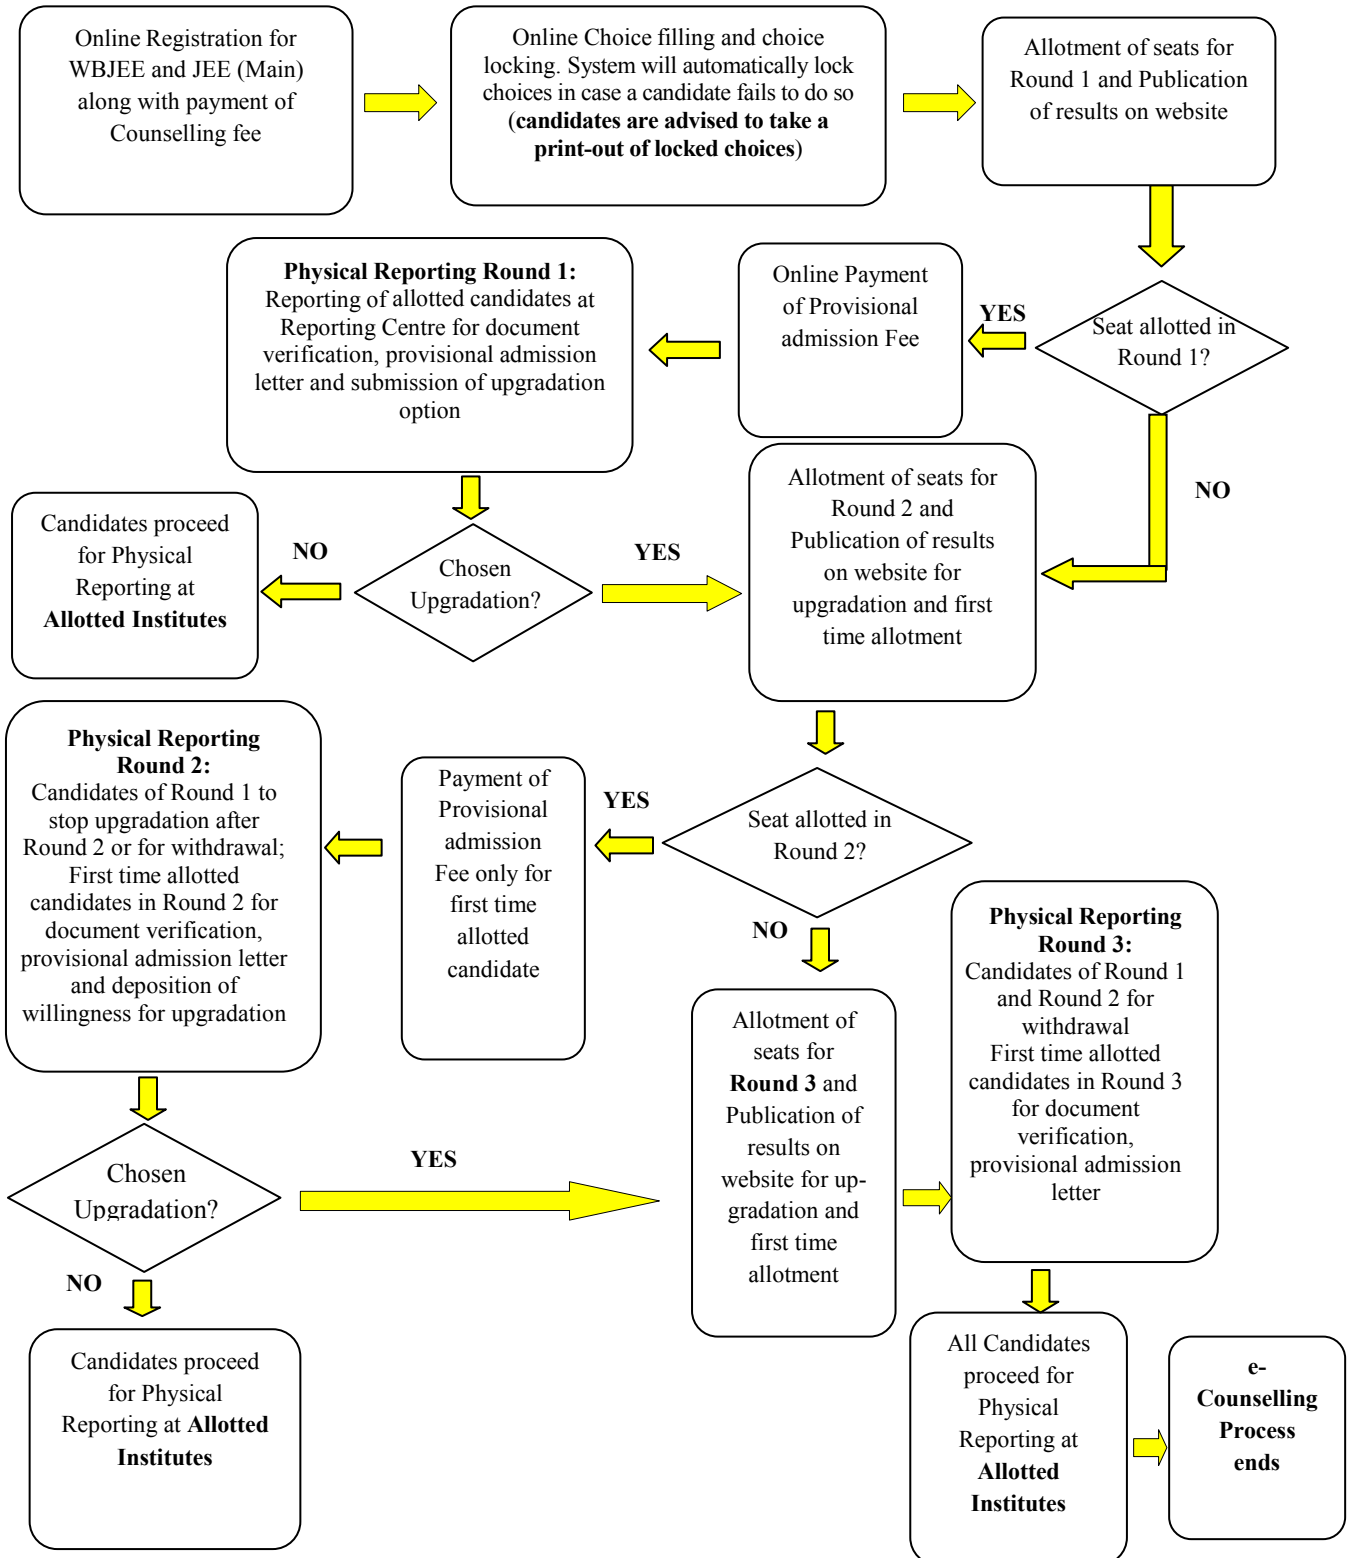 Online Registration for
WBJEE and JEE (Main)
along with payment of
Counselling fee
Online Choice filling and choice
locking. System will automatically lock
choices in case a candidate fails to do so
(candidates are advised to take a
print-out of locked choices)
Allotment of seats for
Round 1 and Publication
of results on website
Seat allotted in
Round 1?
YES
Online Payment
of Provisional
admission Fee
Physical Reporting Round 1:
Reporting of allotted candidates at
Reporting Centre for document
verification, provisional admission
letter and submission of upgradation
option
NO
Chosen
Upgradation?
NO
Candidates proceed
for Physical
Reporting at
Allotted Institutes
YES
Allotment of seats for
Round 2 and
Publication of results
on website for
upgradation and first
time allotment
Seat allotted in
Round 2?
YES
Payment of
Provisional
admission
Fee only for
first time
allotted
candidate
Physical Reporting
Round 2:
Candidates of Round 1 to
stop upgradation after
Round 2 or for withdrawal;
First time allotted
candidates in Round 2 for
document verification,
provisional admission letter
and deposition of
willingness for upgradation
NO
Chosen
Upgradation?
YES
Allotment of
seats for
Round 3 and
Publication of
results on
website for up-
gradation and
first time
allotment
Physical Reporting
Round 3:
Candidates of Round 1
and Round 2 for
withdrawal
First time allotted
candidates in Round 3
for document
verification,
provisional admission
letter
NO
Candidates proceed
for Physical
Reporting at Allotted
Institutes
All Candidates
proceed for
Physical
Reporting at
Allotted
Institutes
e-
Counselling
Process
ends